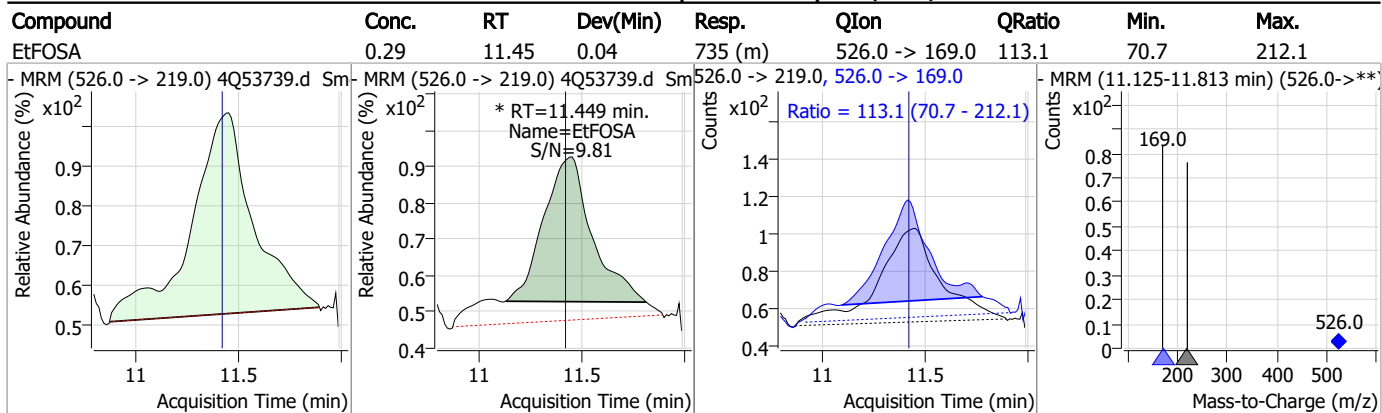 Compound Conc. RT Dev(Min) Resp. QIon QRatio Min. Max.
EtFOSA 0.29 11.45 0.04 735 (m) 526.0 -> 169.0 113.1 70.7 212.1
- MRM (526.0 -> 219.0) 4Q53739.d Sm
Relative Abundance (%)
x10²
0.9
0.8
0.7
0.6
0.5
11 11.5
Acquisition Time (min)
- MRM (526.0 -> 219.0) 4Q53739.d Sm
Relative Abundance (%)
x10²
* RT=11.449 min.
Name=EtFOSA
S/N=9.81
0.9
0.8
0.7
0.6
0.5
0.4
11 11.5
Acquisition Time (min)
526.0 -> 219.0, 526.0 -> 169.0
Counts
x10²
Ratio = 113.1 (70.7 - 212.1)
1.4
1.2
1
0.8
0.6
0.4
11 11.5
Acquisition Time (min)
- MRM (11.125-11.813 min) (526.0->**)
Counts
x10²
169.0
0.8
0.7
0.6
0.5
0.4
0.3
0.2
0.1
0
526.0
200 300 400 500
Mass-to-Charge (m/z)